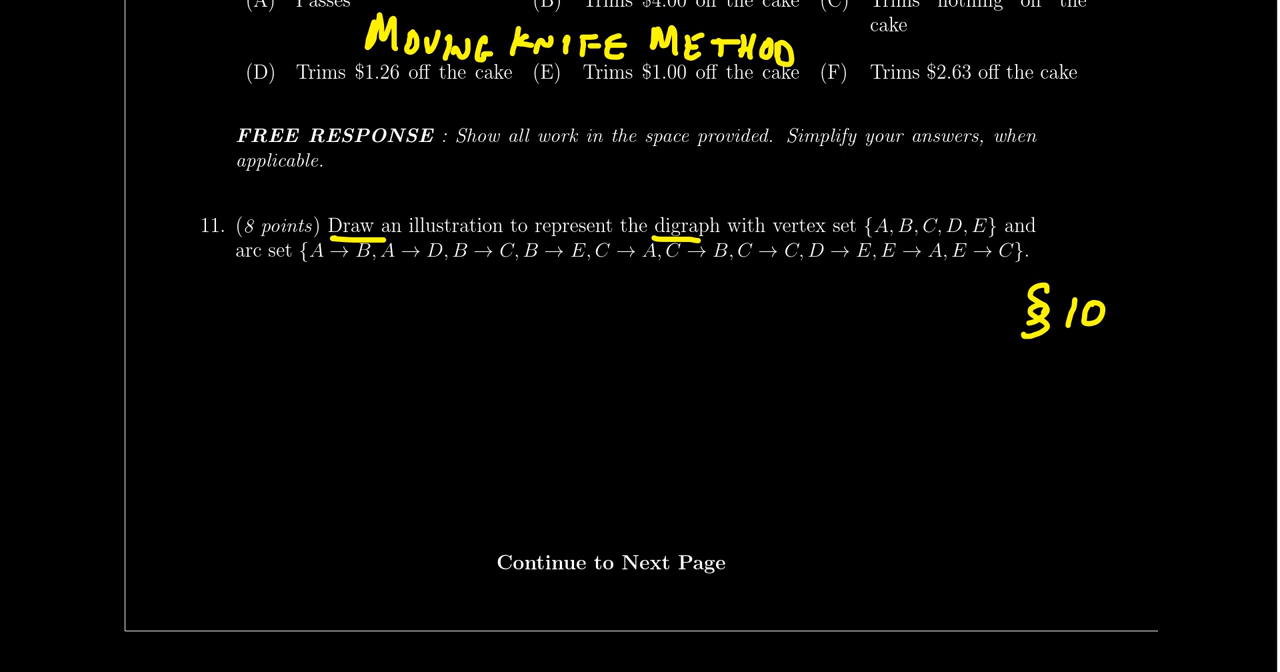 (A) Passes (B) Trims $4.00 off the cake (C) Trims nothing off the
cake
MOVING KNIFE METHOD
(D) Trims $1.26 off the cake (E) Trims $1.00 off the cake (F) Trims $2.63 off the cake
FREE RESPONSE : Show all work in the space provided. Simplify your answers, when
applicable.
11. (8 points) Draw an illustration to represent the digraph with vertex set {A, B, C, D, E} and
arc set {A → B, A → D, B → C, B → E, C → A, C → B, C → C, D → E, E → A, E → C}.
§ 10
Continue to Next Page